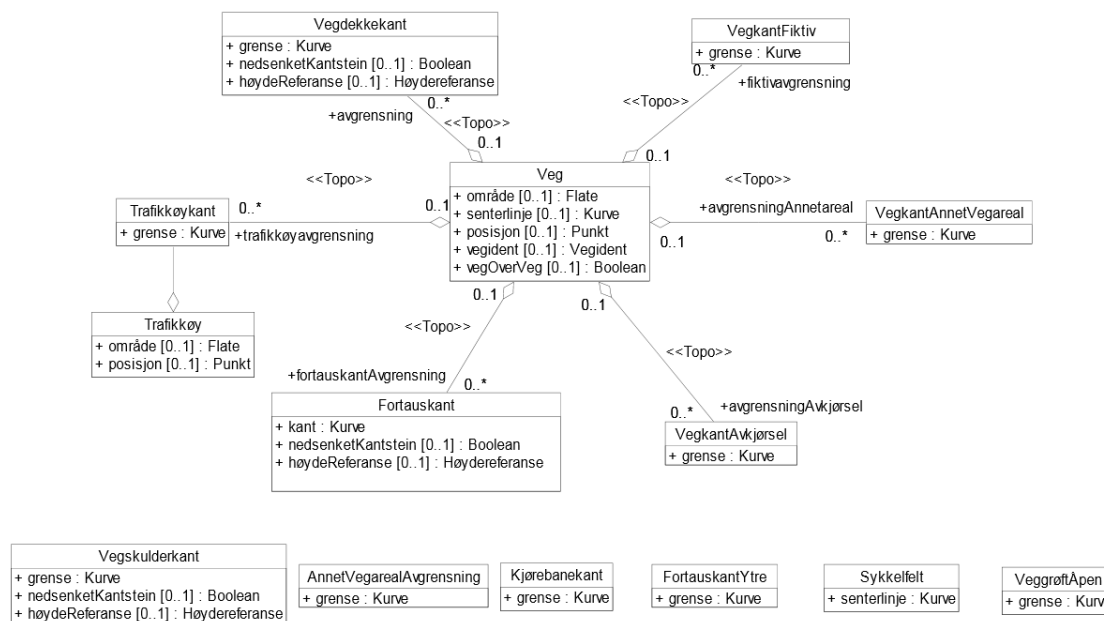 Vegdekkekant
+ grense : Kurve
+ nedsenketKantstein [0..1] : Boolean
+ høydeReferanse [0..1] : Høydereferanse
0..*
+avgrensning
<<Topo>>
0..1
VegkantFiktiv
+ grense : Kurve
0..*
+fiktivavgrensning
<<Topo>>
0..1
Veg
+ område [0..1] : Flate
+ senterlinje [0..1] : Kurve
+ posisjon [0..1] : Punkt
+ vegident [0..1] : Vegident
+ vegOverVeg [0..1] : Boolean
<<Topo>>
Trafikkøykant
+ grense : Kurve
0..*
0..1
+trafikkøyavgrensning
<<Topo>>
+avgrensningAnnetareal
0..1
0..*
VegkantAnnetVegareal
+ grense : Kurve
Trafikkøy
+ område [0..1] : Flate
+ posisjon [0..1] : Punkt
0..1
<<Topo>>
+fortauskantAvgrensning
0..*
Fortauskant
+ kant : Kurve
+ nedsenketKantstein [0..1] : Boolean
+ høydeReferanse [0..1] : Høydereferanse
0..1
<<Topo>>
+avgrensningAvkjørsel
0..*
VegkantAvkjørsel
+ grense : Kurve
Vegskulderkant
+ grense : Kurve
+ nedsenketKantstein [0..1] : Boolean
+ høydeReferanse [0..1] : Høydereferanse
AnnetVegarealAvgrensning
+ grense : Kurve
Kjørebanekant
+ grense : Kurve
FortauskantYtre
+ grense : Kurve
Sykkelfelt
+ senterlinje : Kurve
VeggrøftÅpen
+ grense : Kurve